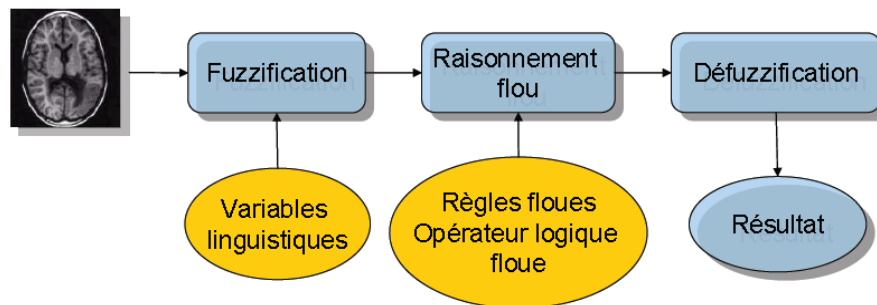 Fuzzification
Raisonnement
flou
Défuzzification
Variables
linguistiques
Règles floues
Opérateur logique
floue
Résultat